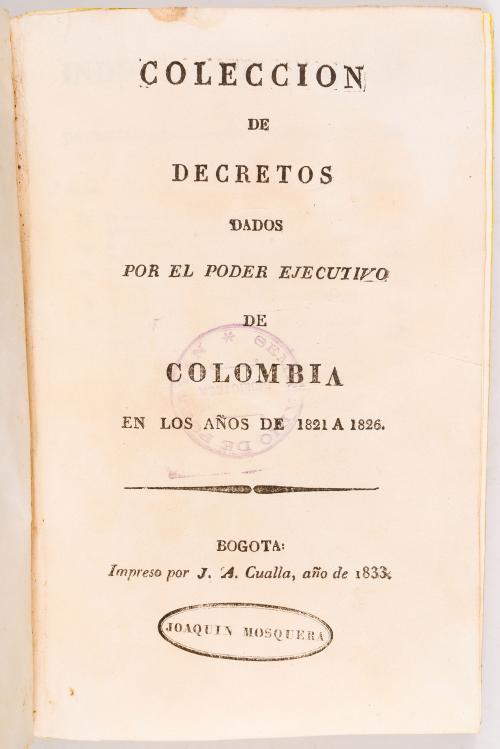 COLECCION
DE
DECRETOS
DADOS
POR EL PODER EJECUTIVO
DE
COLOMBIA
EN LOS AÑOS DE 1821 A 1826.
BOGOTA:
Impreso por J. A. Cualla, año de 1833.
JOAQUIN MOSQUERA